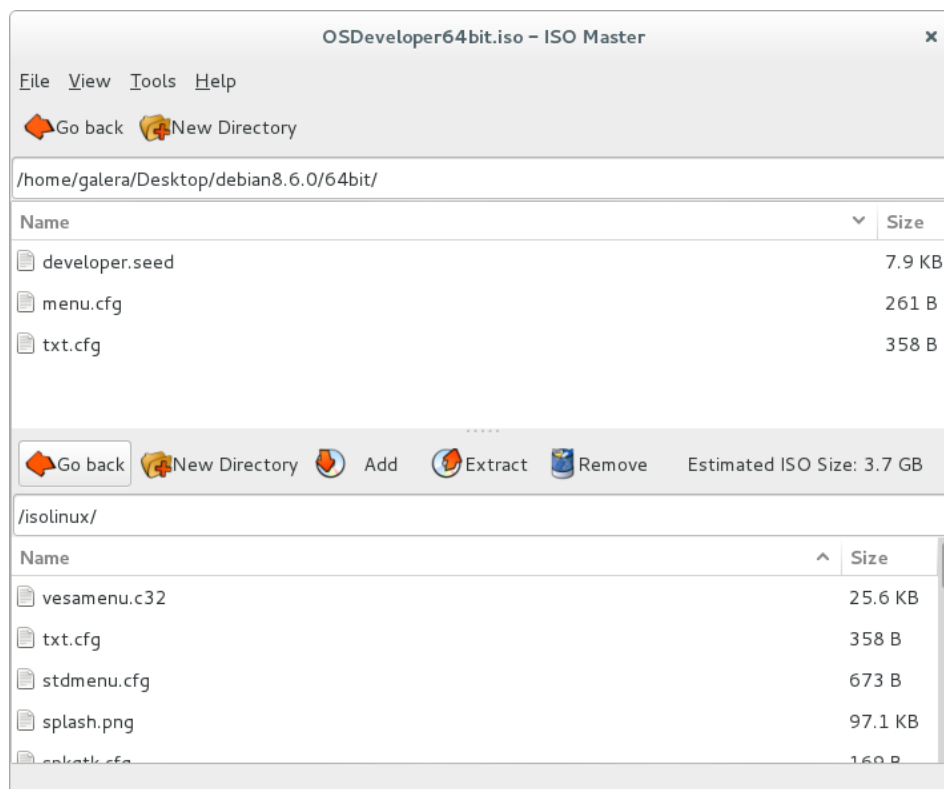 OSDeveloper64bit.iso – ISO Master
File View Tools Help
Go back New Directory
/home/galera/Desktop/debian8.6.0/64bit/
Name Size
developer.seed 7.9 KB
menu.cfg 261 B
txt.cfg 358 B
Go back New Directory Add Extract Remove Estimated ISO Size: 3.7 GB
/isolinux/
Name Size
vesamenu.c32 25.6 KB
txt.cfg 358 B
stdmenu.cfg 673 B
splash.png 97.1 KB
spkgtk.cfg 169 B